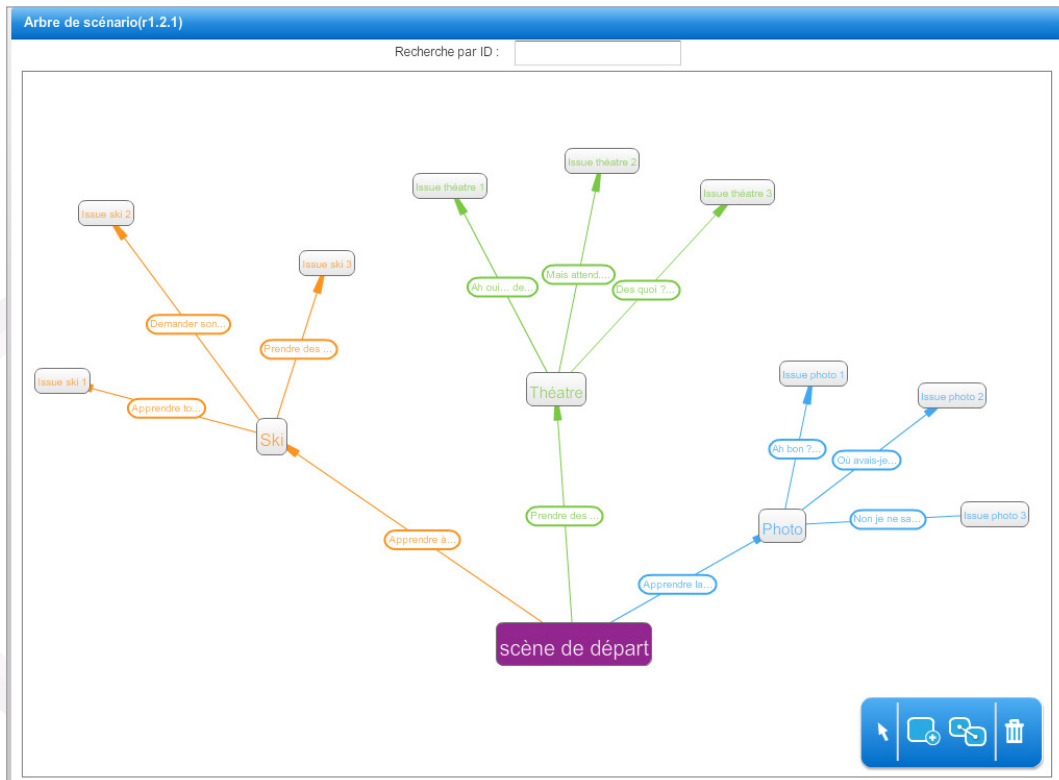 Arbre de scénario(r1.2.1)
Recherche par ID :
Issue théatre 2
Issue théatre 1
Issue théatre 3
Issue ski 2
Issue ski 3
Mais attend....
Ah oui... de...
Des quoi ?...
Demander son...
Prendre des ...
Issue ski 1
Apprendre to...
Théatre
Issue photo 1
Issue photo 2
Ski
Ah bon ?...
Où avais-je...
Prendre des ...
Non je ne sa...
Issue photo 3
Photo
Apprendre à...
Apprendre la...
scène de départ